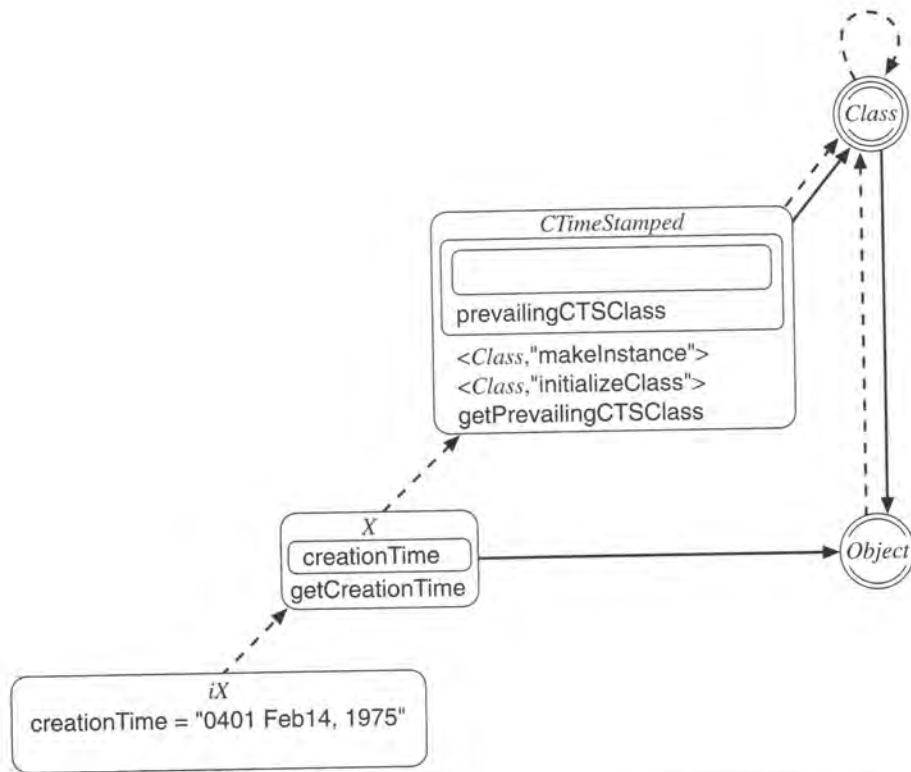 Class
CTimeStamped
prevailingCTSClass
<Class,"makeInstance">
<Class,"initializeClass">
getPrevailingCTSClass
X
creationTime
getCreationTime
Object
iX
creationTime = "0401 Feb14, 1975"